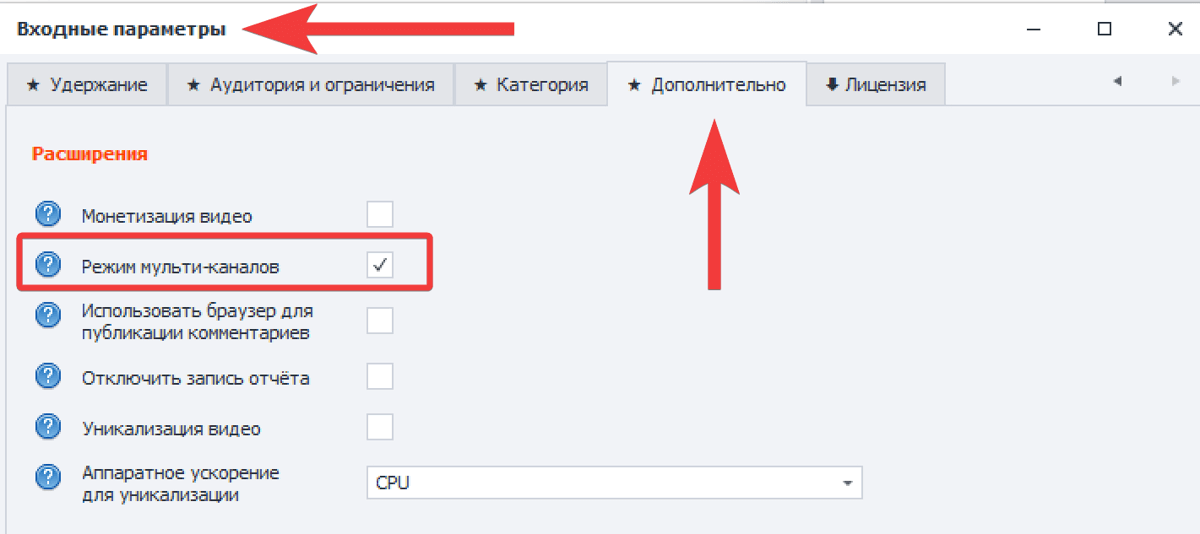 Входные параметры
★ Удержание ★ Аудитория и ограничения ★ Категория ★ Дополнительно Лицензия
Расширения
? Монетизация видео
? Режим мульти-каналов
? Использовать браузер для
публикации комментариев
? Отключить запись отчёта
? Уникализация видео
? Аппаратное ускорение
для уникализации
CPU